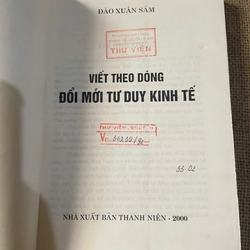 ĐÀO XUÂN SÂM
THƯ VIỆN
VIẾT THEO DÒNG
ĐỔI MỚI TƯ DUY KINH TẾ
NHÀ XUẤT BẢN THANH NIÊN - 2000